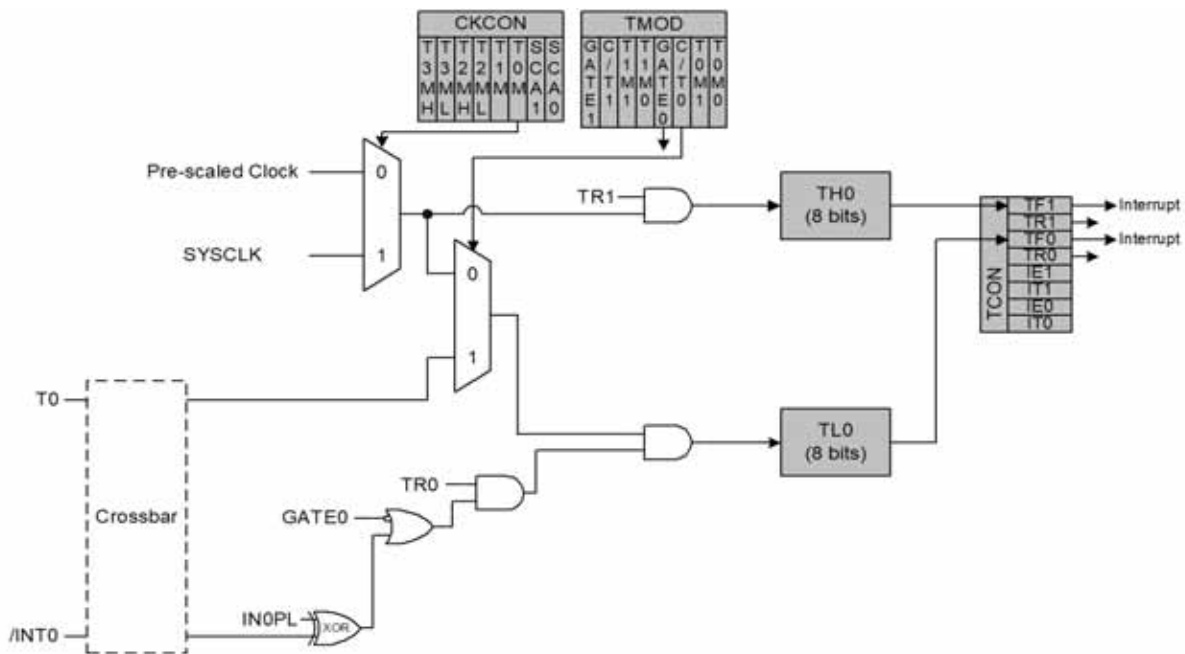 CKCON
T3MH
T3ML
T2MH
T2ML
T1M
T0M
SCA1
SCA0
TMOD
GATE1
C/T1
T1M1
T1M0
GATE0
C/T0
T0M1
T0M0
Pre-scaled Clock
0
SYSCLK
1
TR1
TH0
(8 bits)
TCON
TF1
TR1
TF0
TR0
IE1
IT1
IE0
IT0
Interrupt
Interrupt
0
1
T0
Crossbar
/INT0
TL0
(8 bits)
TR0
GATE0
IN0PL
XOR